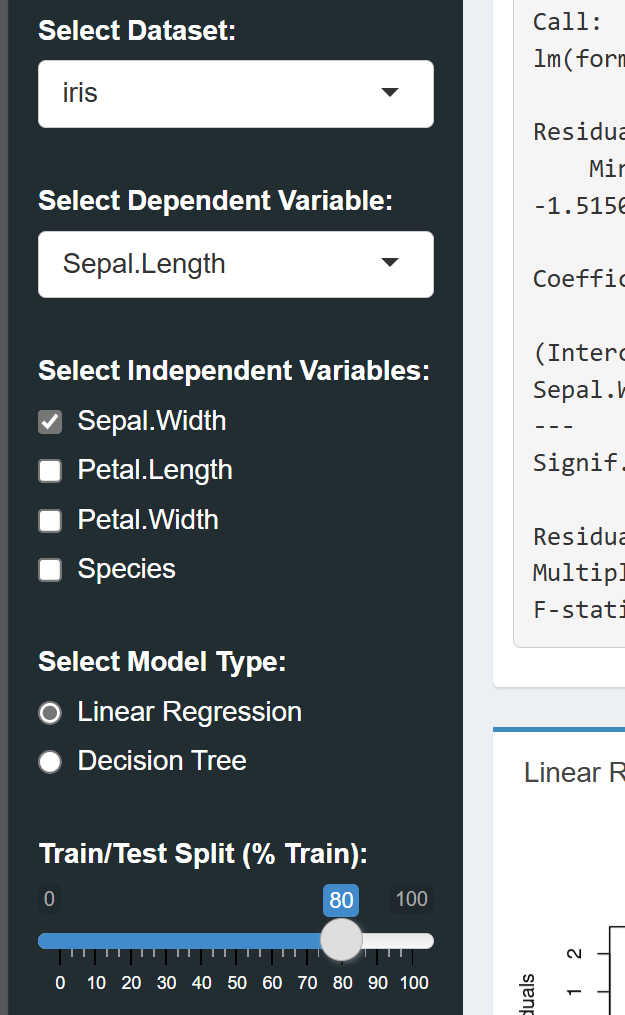 Select Dataset:
iris
Select Dependent Variable:
Sepal.Length
Select Independent Variables:
Sepal.Width
Petal.Length
Petal.Width
Species
Select Model Type:
Linear Regression
Decision Tree
Train/Test Split (% Train):
0 80 100
0 10 20 30 40 50 60 70 80 90 100
Call:
lm(form
Residua
Min
-1.5156
Coeffic
(Interc
Sepal.W
---
Signif.
Residua
Multipl
F-stati
Linear R
2
1
duals